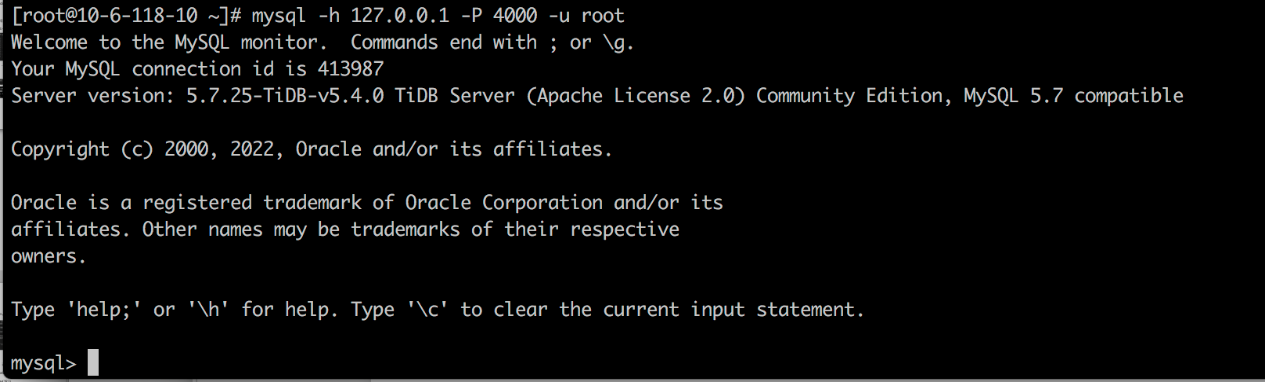 [root@10-6-118-10 ~]# mysql -h 127.0.0.1 -P 4000 -u root
Welcome to the MySQL monitor.  Commands end with ; or \g.
Your MySQL connection id is 413987
Server version: 5.7.25-TiDB-v5.4.0 TiDB Server (Apache License 2.0) Community Edition, MySQL 5.7 compatible
Copyright (c) 2000, 2022, Oracle and/or its affiliates.
Oracle is a registered trademark of Oracle Corporation and/or its
affiliates. Other names may be trademarks of their respective
owners.
Type 'help;' or '\h' for help. Type '\c' to clear the current input statement.
mysql>